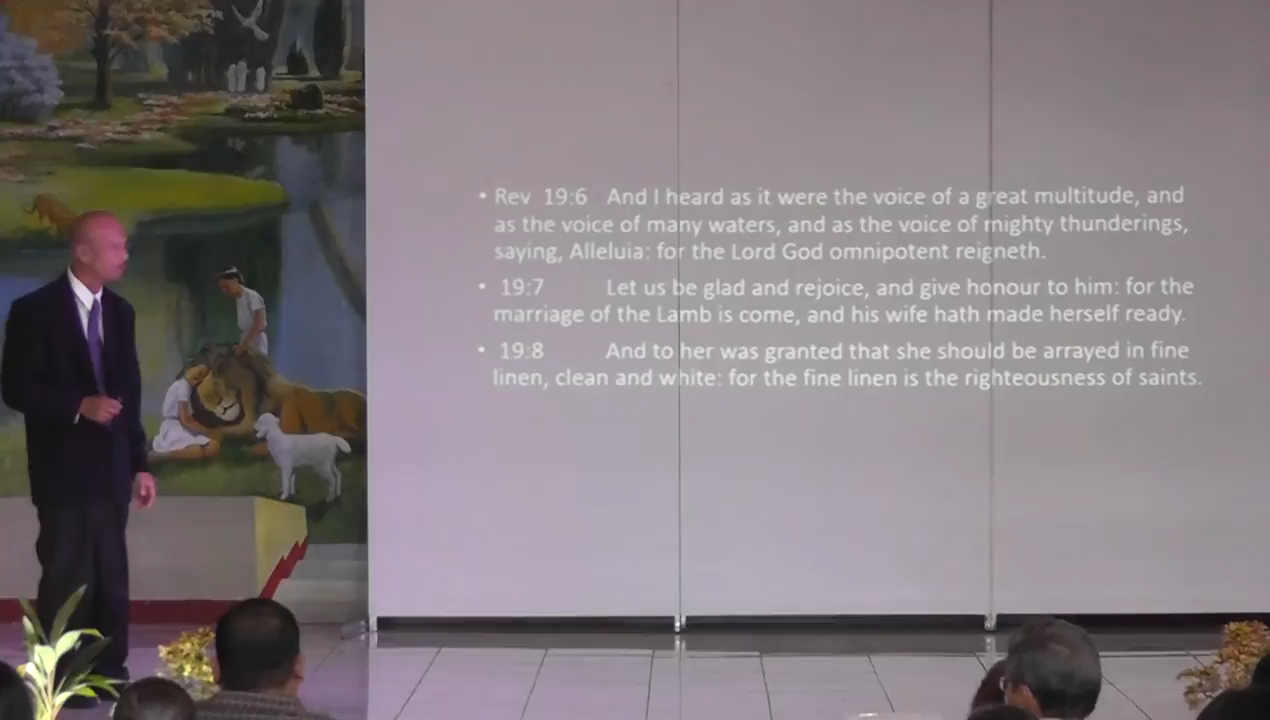 • Rev 19:6 And I heard as it were the voice of a great multitude, and
as the voice of many waters, and as the voice of mighty thunderings,
saying, Alleluia: for the Lord God omnipotent reigneth.
• 19:7 Let us be glad and rejoice, and give honour to him: for the
marriage of the Lamb is come, and his wife hath made herself ready.
• 19:8 And to her was granted that she should be arrayed in fine
linen, clean and white: for the fine linen is the righteousness of saints.